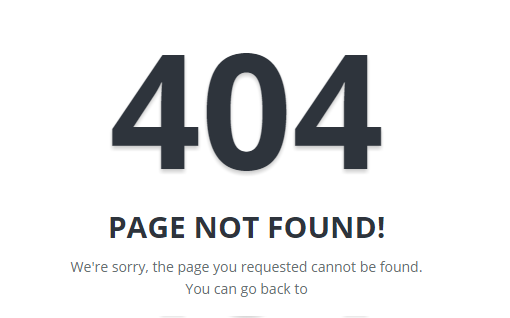 404
PAGE NOT FOUND!
We're sorry, the page you requested cannot be found.
You can go back to